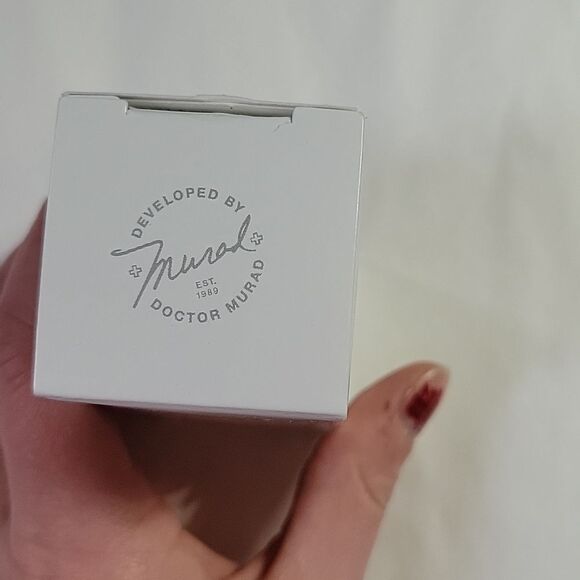 DEVELOPED BY
Murad
EST.
1989
DOCTOR MURAD